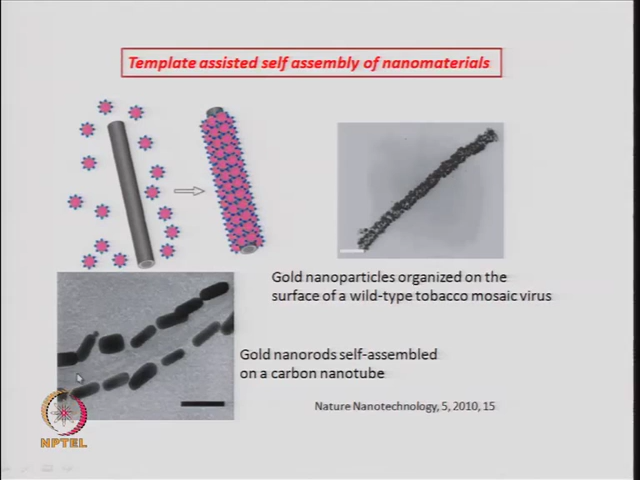 Template assisted self assembly of nanomaterials
Gold nanoparticles organized on the
surface of a wild-type tobacco mosaic virus
Gold nanorods self-assembled
on a carbon nanotube
Nature Nanotechnology, 5, 2010, 15
NPTEL